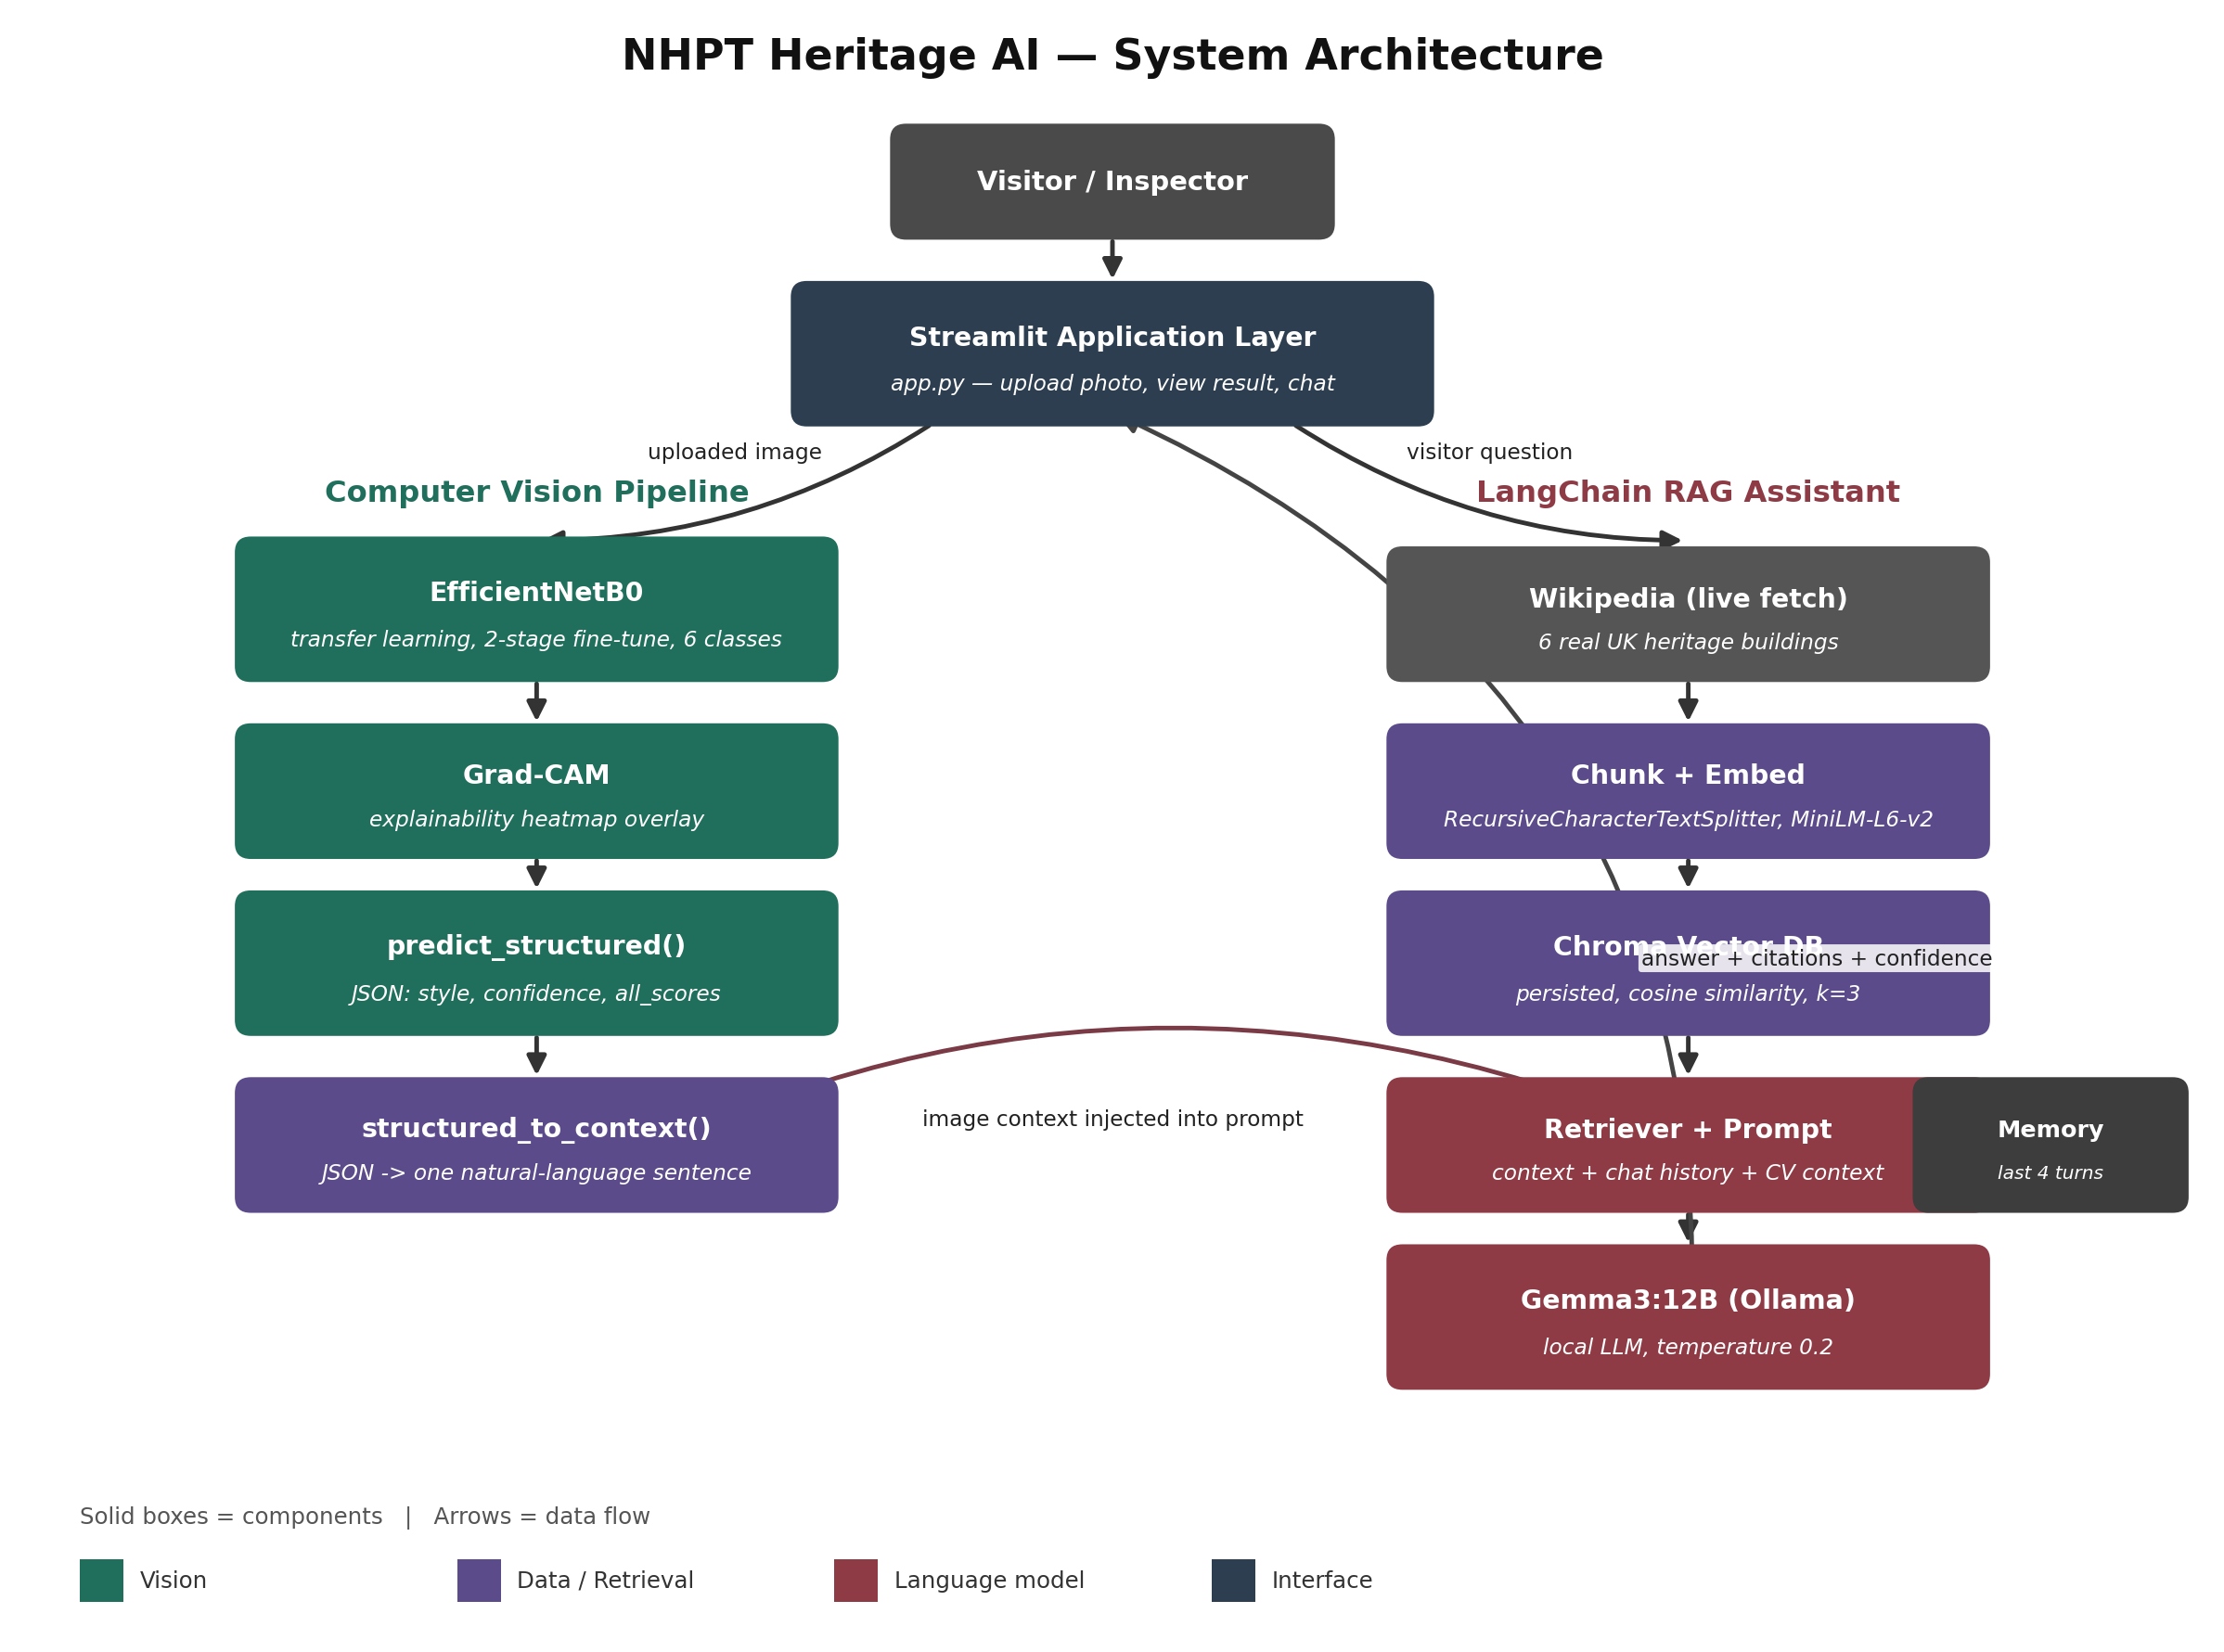 NHPT Heritage AI — System Architecture
Visitor / Inspector
Streamlit Application Layer
app.py — upload photo, view result, chat
uploaded image
visitor question
Computer Vision Pipeline
LangChain RAG Assistant
EfficientNetB0
transfer learning, 2-stage fine-tune, 6 classes
Grad-CAM
explainability heatmap overlay
predict_structured()
JSON: style, confidence, all_scores
structured_to_context()
JSON -> one natural-language sentence
image context injected into prompt
Wikipedia (live fetch)
6 real UK heritage buildings
Chunk + Embed
RecursiveCharacterTextSplitter, MiniLM-L6-v2
Chroma Vector DB
answer + citations + confidence
persisted, cosine similarity, k=3
Retriever + Prompt
context + chat history + CV context
Memory
last 4 turns
Gemma3:12B (Ollama)
local LLM, temperature 0.2
Solid boxes = components | Arrows = data flow
Vision
Data / Retrieval
Language model
Interface